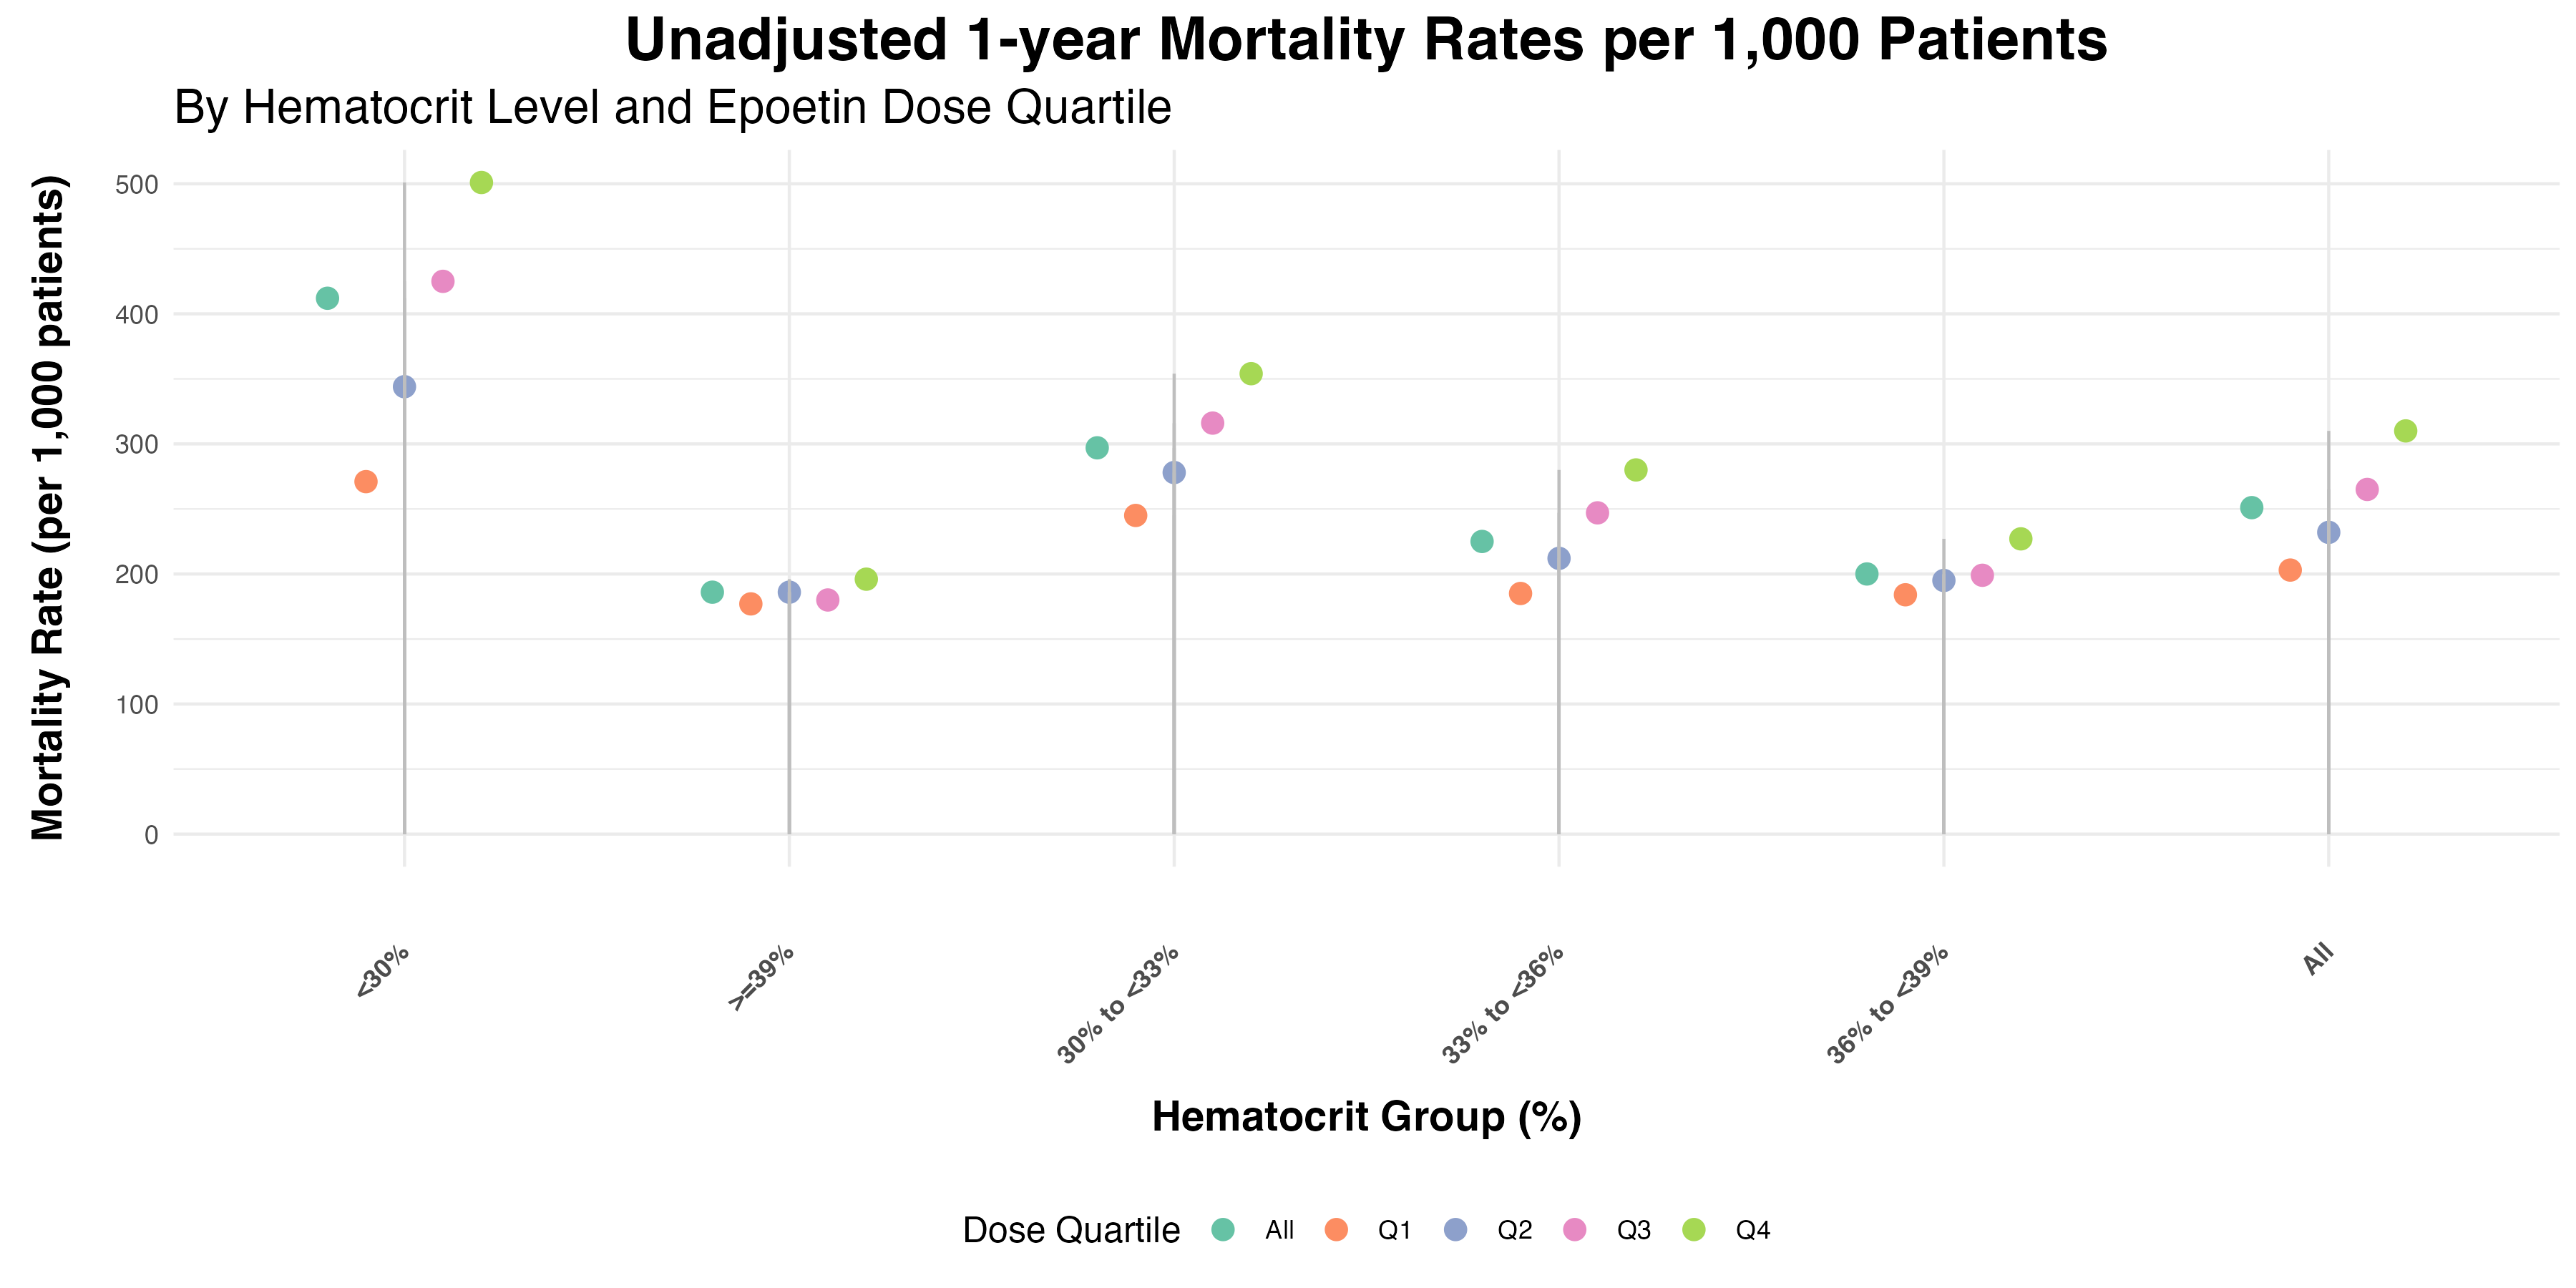 Unadjusted 1-year Mortality Rates per 1,000 Patients
By Hematocrit Level and Epoetin Dose Quartile
Mortality Rate (per 1,000 patients)
500
400
300
200
100
0
<30%
>=39%
30% to <33%
33% to <36%
36% to <39%
All
Hematocrit Group (%)
Dose Quartile All Q1 Q2 Q3 Q4